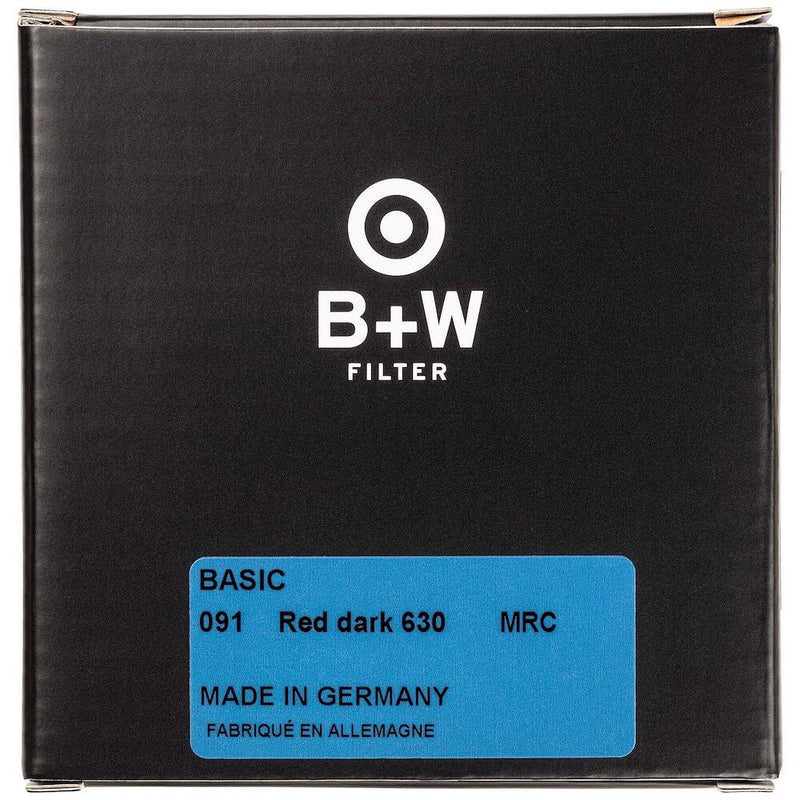 B+W
FILTER
BASIC
091 Red dark 630 MRC
MADE IN GERMANY
FABRIQUÉ EN ALLEMAGNE